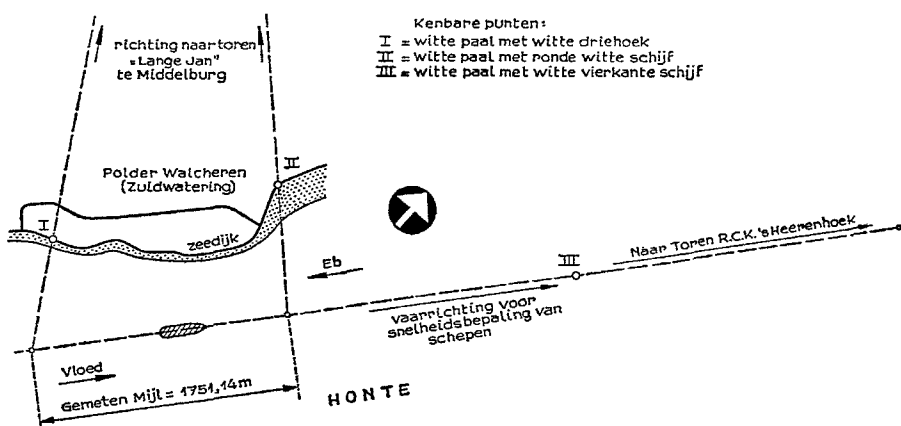 Kenbare punten:
I = witte paal met witte driehoek
II = witte paal met ronde witte schijf
III = witte paal met witte vierkante schijf
richting naar toren
"Lange Jan"
te Middelburg
Polder Walcheren
(Zuidwatering)
II
I
zeedijk
Eb
III
Naar Toren R.C.K. 's Heerenhoek
vaarrichting voor
snelheidsbepaling van
schepen
Vloed
Gemeten Mijl = 1751,14m
HONTE